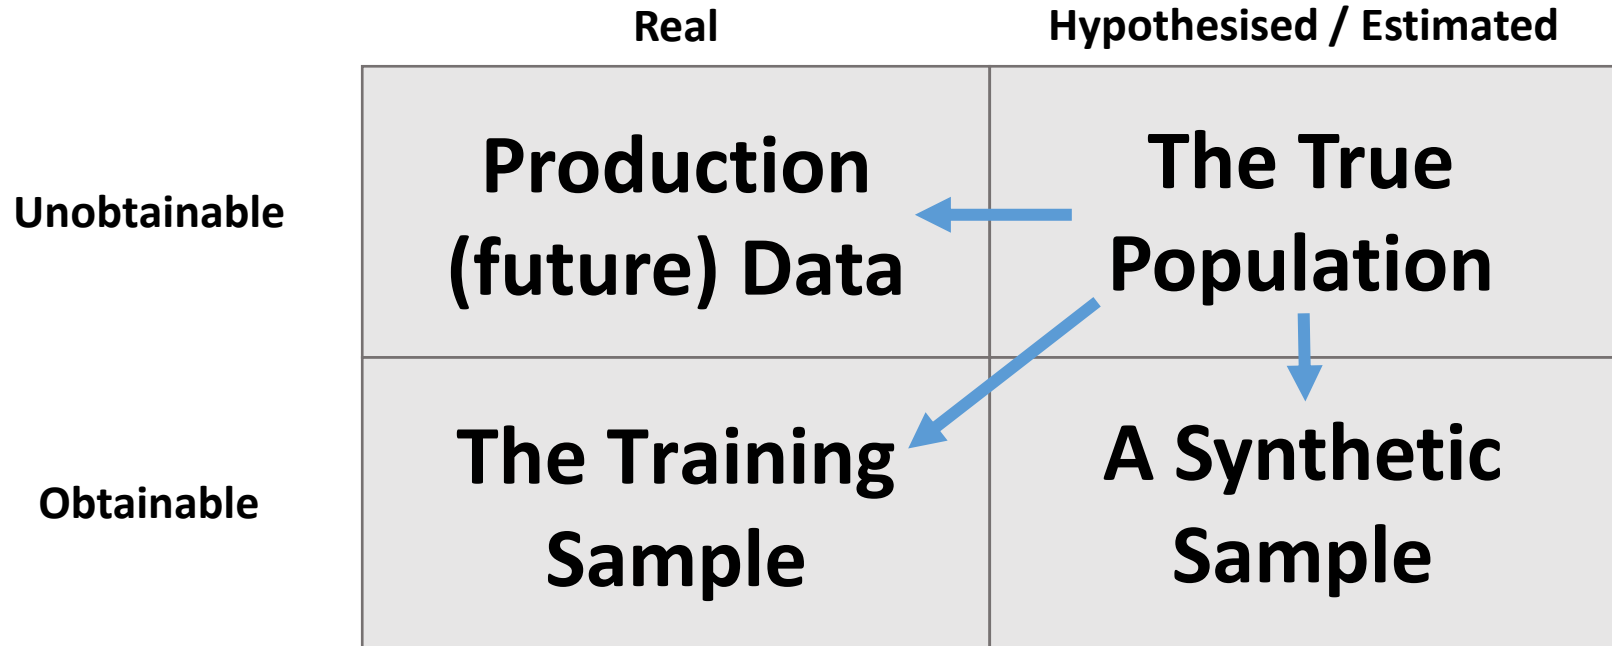 Real
Hypothesised / Estimated
Unobtainable
Production
(future) Data
The True
Population
Obtainable
The Training
Sample
A Synthetic
Sample